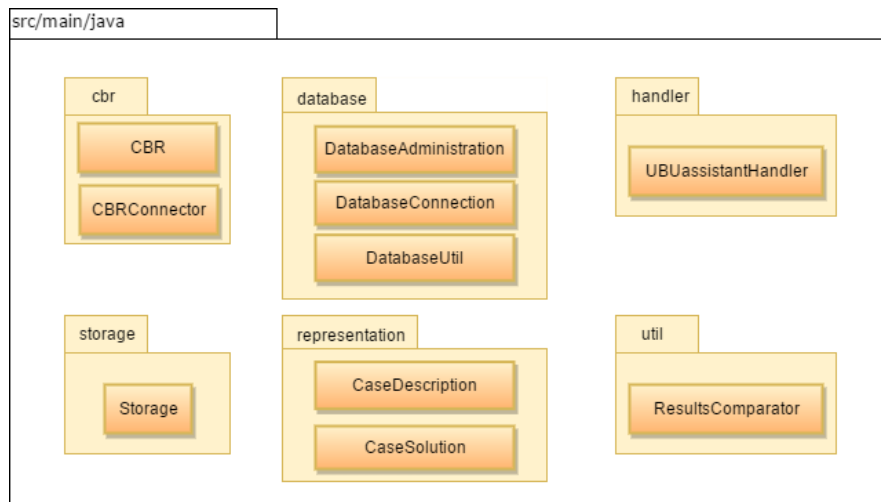 src/main/java
cbr
CBR
CBRConnector
database
DatabaseAdministration
DatabaseConnection
DatabaseUtil
handler
UBUassistantHandler
storage
Storage
representation
CaseDescription
CaseSolution
util
ResultsComparator